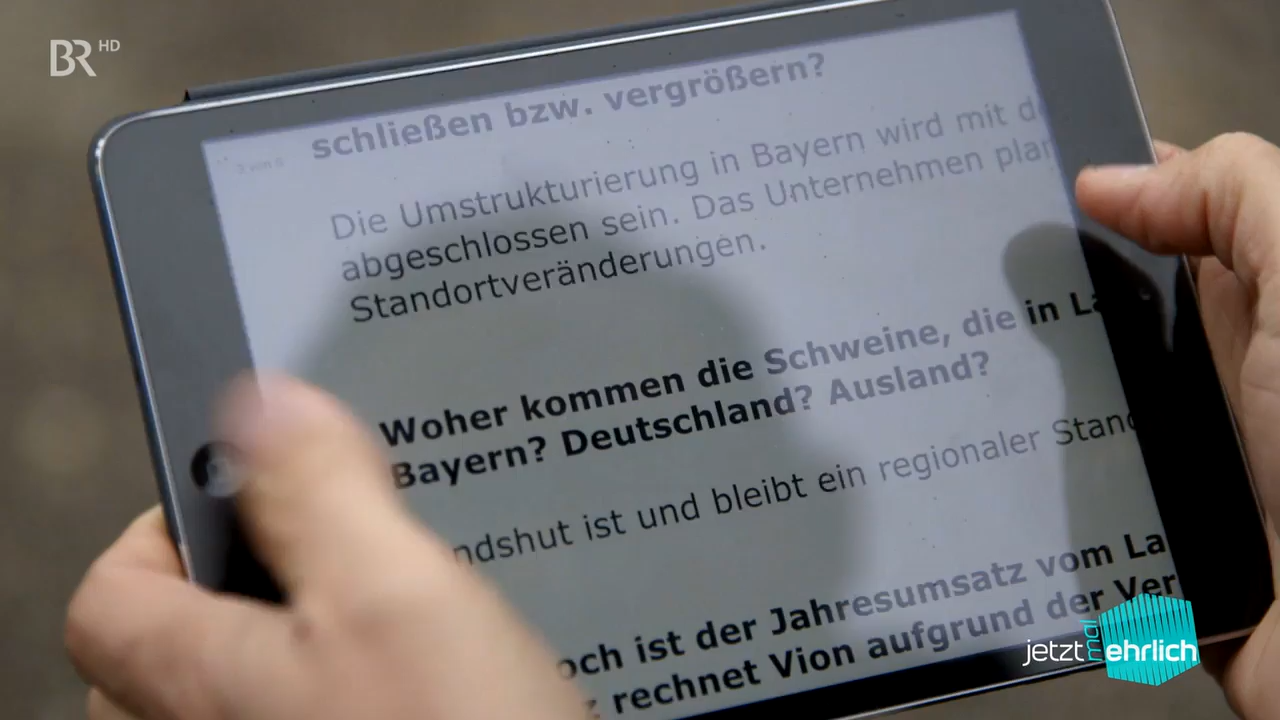 BR HD
schließen bzw. vergrößern?
Die Umstrukturierung in Bayern wird mit d
abgeschlossen sein. Das Unternehmen plan
Standortveränderungen.
Woher kommen die Schweine, die in La
Bayern? Deutschland? Ausland?
ndshut ist und bleibt ein regionaler Stand
och ist der Jahresumsatz vom La
z rechnet Vion aufgrund der Ver
jetzt mal ehrlich